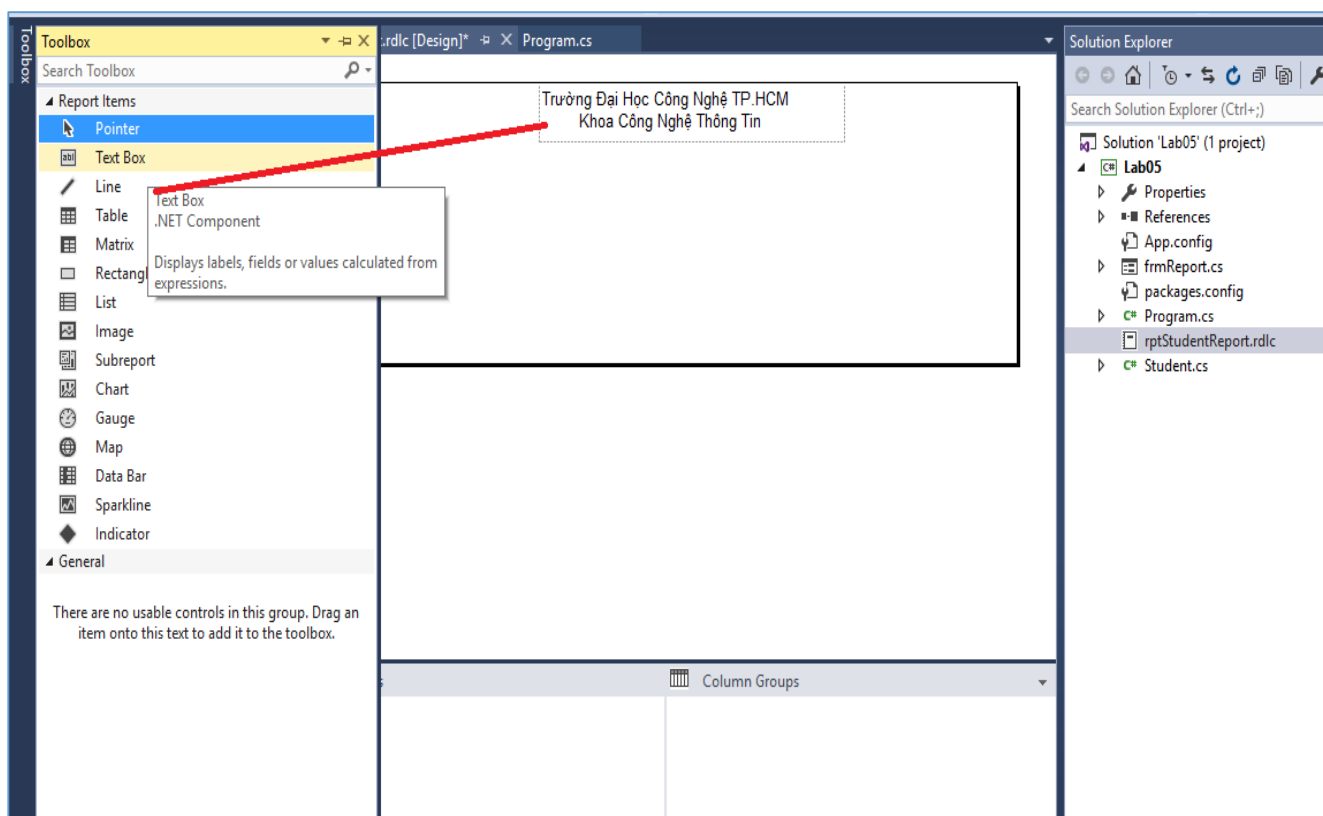 Toolbox
Toolbox
Search Toolbox
Report Items
Pointer
Text Box
Line
Table
Matrix
Rectangl
List
Image
Subreport
Chart
Gauge
Map
Data Bar
Sparkline
Indicator
General
There are no usable controls in this group. Drag an
item onto this text to add it to the toolbox.
Text Box
.NET Component
Displays labels, fields or values calculated from
expressions.
.rdlc [Design]*
Program.cs
Trường Đại Học Công Nghệ TP.HCM
Khoa Công Nghệ Thông Tin
Column Groups
Solution Explorer
Search Solution Explorer (Ctrl+;)
Solution 'Lab05' (1 project)
C# Lab05
Properties
References
App.config
frmReport.cs
packages.config
C# Program.cs
rptStudentReport.rdlc
C# Student.cs